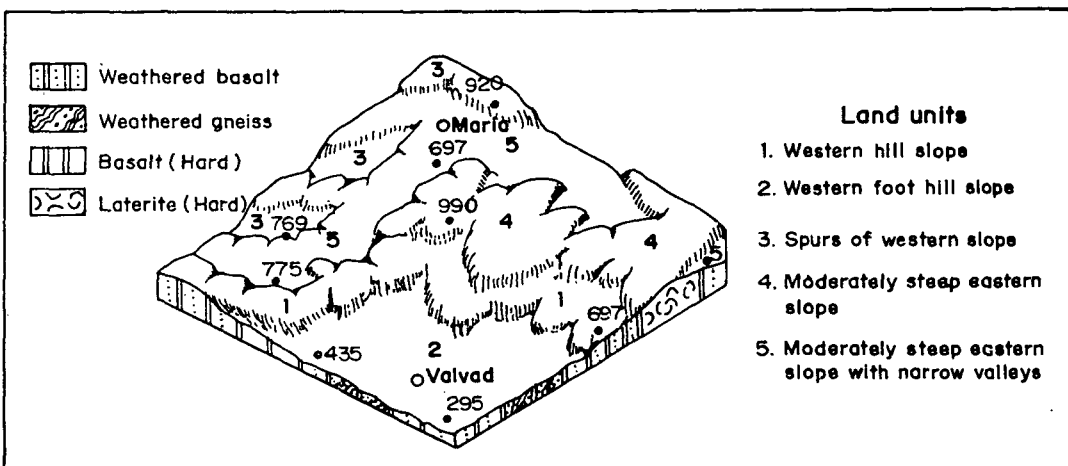 Weathered basalt
Weathered gneiss
Basalt (Hard)
Laterite (Hard)
3
920
Maria
697
5
3
990
4
3
769
5
4
5
775
1
1
697
435
2
Valvad
295
Land units
1. Western hill slope
2. Western foot hill slope
3. Spurs of western slope
4. Moderately steep eastern
slope
5. Moderately steep eastern
slope with narrow valleys